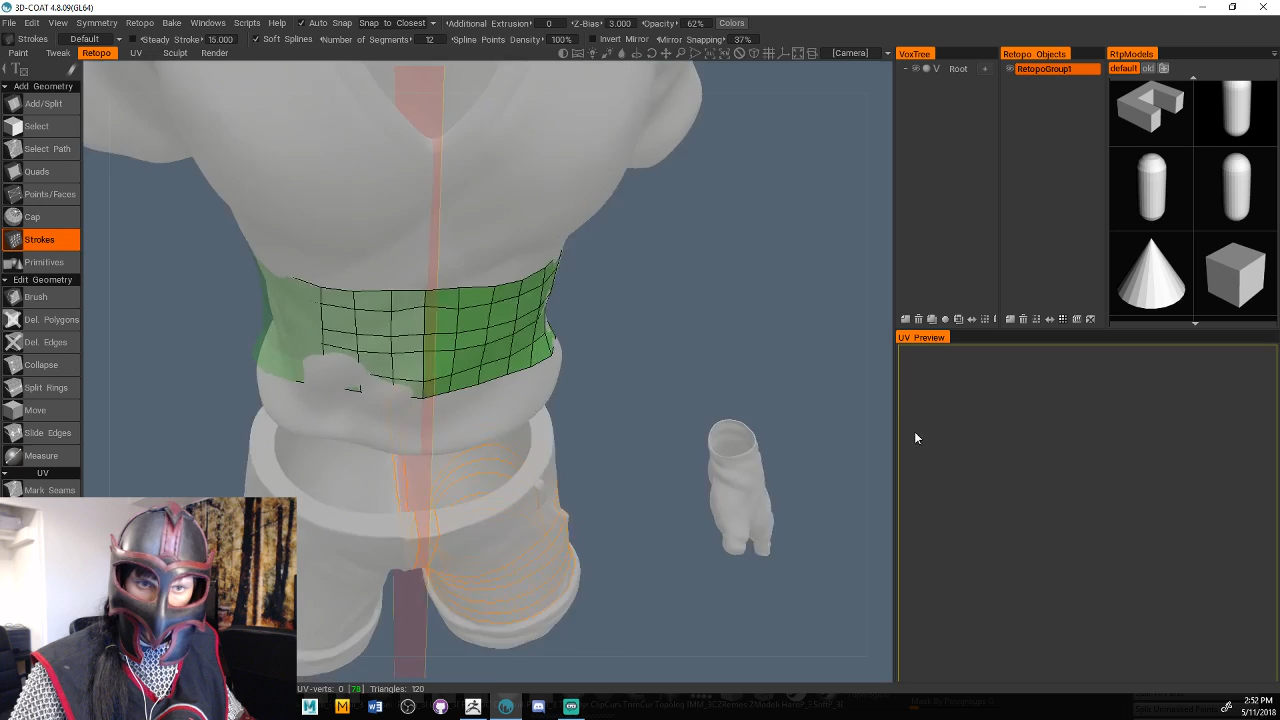 3D-COAT 4.8.09(GL64)
File Edit Windows View Symmetry Retopo Bake Windows Scripts Help Auto Snap Snap to Closest Additional Extrusion 0 Z-Bias 3.000 Opacity 62% Colors
Strokes Default Steady Stroke 15.000 Soft Splines Number of Segments 12 Spline Points Density 100% Invert Mirror Mirror Snapping 37%
Paint Tweak Retopo UV Sculpt Render [Camera] VoxTree Retopo Objects RtpModels
V Root + RetopoGroup1 default old
Add Geometry
Add/Split
Select
Select Path
Quads
Points/Faces
Cap
Strokes
Primitives
Edit Geometry
Brush
Del. Polygons
Del. Edges
Collapse
Split Rings
Move
Slide Edges
Measure
UV
Mark Seams
UV Preview
UV-verts: 0 [78] Triangles: 120
2:52 PM
5/11/2018